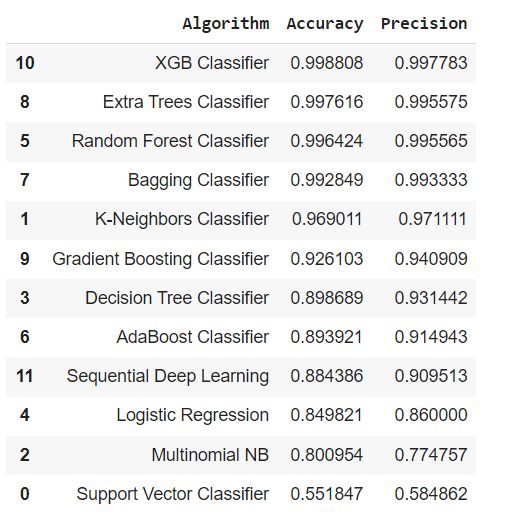 Algorithm Accuracy Precision
10 XGB Classifier 0.998808 0.997783
8 Extra Trees Classifier 0.997616 0.995575
5 Random Forest Classifier 0.996424 0.995565
7 Bagging Classifier 0.992849 0.993333
1 K-Neighbors Classifier 0.969011 0.971111
9 Gradient Boosting Classifier 0.926103 0.940909
3 Decision Tree Classifier 0.898689 0.931442
6 AdaBoost Classifier 0.893921 0.914943
11 Sequential Deep Learning 0.884386 0.909513
4 Logistic Regression 0.849821 0.860000
2 Multinomial NB 0.800954 0.774757
0 Support Vector Classifier 0.551847 0.584862